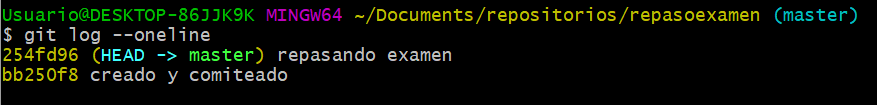 Usuario@DESKTOP-86JJK9K MINGW64 ~/Documents/repositorios/repasoexamen (master)
$ git log --oneline
254fd96 (HEAD -> master) repasando examen
bb250f8 creado y comiteado